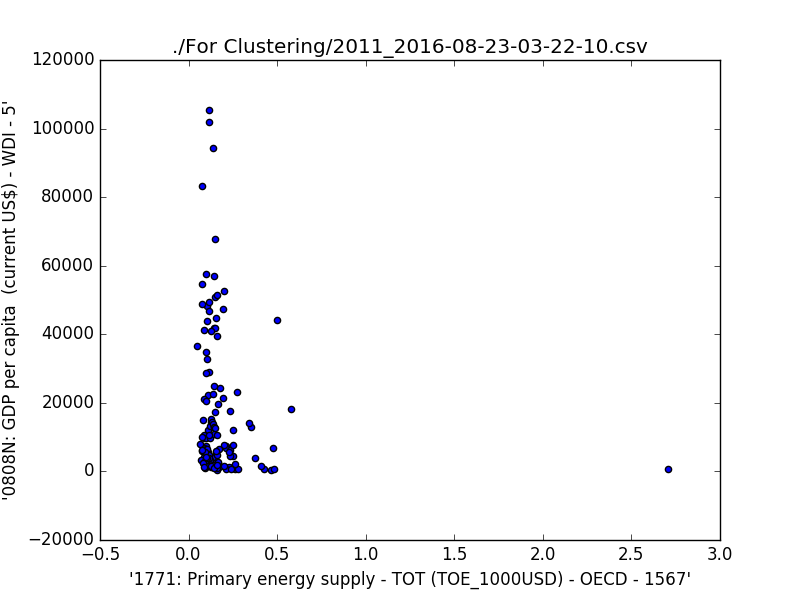 ./For Clustering/2011_2016-08-23-03-22-10.csv
120000
100000
80000
60000
40000
20000
0
−20000
'0808N: GDP per capita  (current US$) - WDI - 5'
−0.5 0.0 0.5 1.0 1.5 2.0 2.5 3.0
'1771: Primary energy supply - TOT (TOE_1000USD) - OECD - 1567'